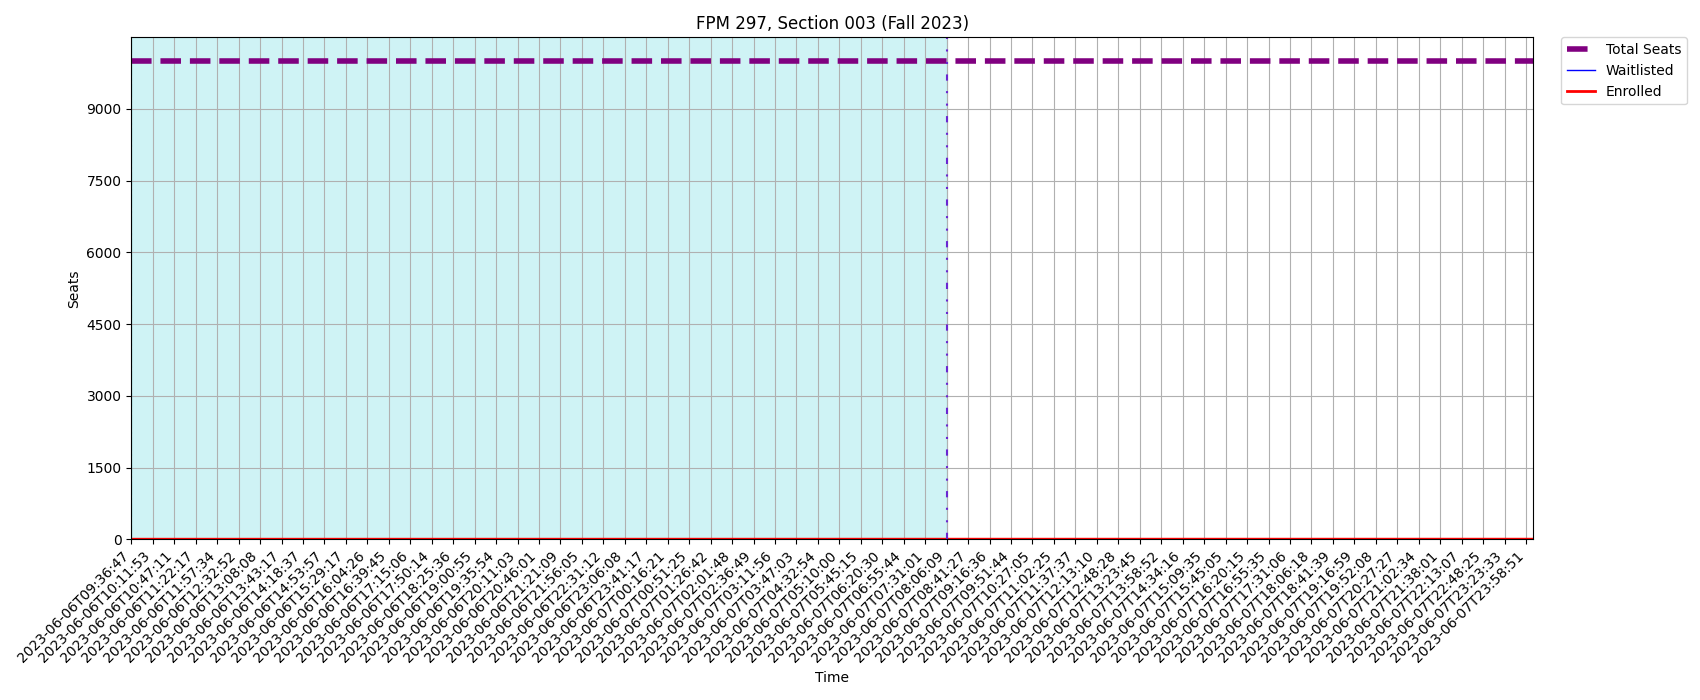 FPM 297, Section 003 (Fall 2023)
Total Seats
Waitlisted
Enrolled
Seats
9000
7500
6000
4500
3000
1500
0
2023-06-06T09:36:47
2023-06-06T10:11:53
2023-06-06T10:47:11
2023-06-06T11:22:17
2023-06-06T11:57:34
2023-06-06T12:32:52
2023-06-06T13:08:08
2023-06-06T13:43:17
2023-06-06T14:18:37
2023-06-06T14:53:57
2023-06-06T15:29:17
2023-06-06T16:04:26
2023-06-06T16:39:45
2023-06-06T17:15:06
2023-06-06T17:50:14
2023-06-06T18:25:36
2023-06-06T19:00:55
2023-06-06T19:35:54
2023-06-06T20:11:03
2023-06-06T20:46:01
2023-06-06T21:21:09
2023-06-06T21:56:05
2023-06-06T22:31:12
2023-06-06T23:06:08
2023-06-06T23:41:17
2023-06-07T00:16:21
2023-06-07T00:51:25
2023-06-07T01:26:42
2023-06-07T02:01:48
2023-06-07T02:36:49
2023-06-07T03:11:56
2023-06-07T03:47:03
2023-06-07T04:32:54
2023-06-07T05:10:00
2023-06-07T05:45:15
2023-06-07T06:20:30
2023-06-07T06:55:44
2023-06-07T07:31:01
2023-06-07T08:06:09
2023-06-07T08:41:27
2023-06-07T09:16:36
2023-06-07T09:51:44
2023-06-07T10:27:05
2023-06-07T11:02:25
2023-06-07T11:37:37
2023-06-07T12:13:10
2023-06-07T12:48:28
2023-06-07T13:23:45
2023-06-07T13:58:52
2023-06-07T14:34:16
2023-06-07T15:09:35
2023-06-07T15:45:05
2023-06-07T16:20:15
2023-06-07T16:55:35
2023-06-07T17:31:06
2023-06-07T18:06:18
2023-06-07T18:41:39
2023-06-07T19:16:59
2023-06-07T19:52:08
2023-06-07T20:27:27
2023-06-07T21:02:34
2023-06-07T21:38:01
2023-06-07T22:13:07
2023-06-07T22:48:25
2023-06-07T23:23:33
2023-06-07T23:58:51
Time